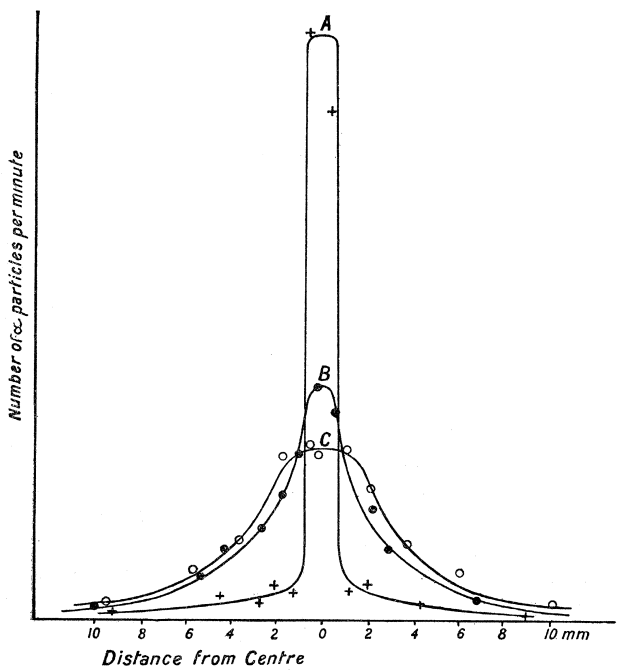 A
Number of α particles per minute
B
C
10 8 6 4 2 0 2 4 6 8 10 mm
Distance from Centre